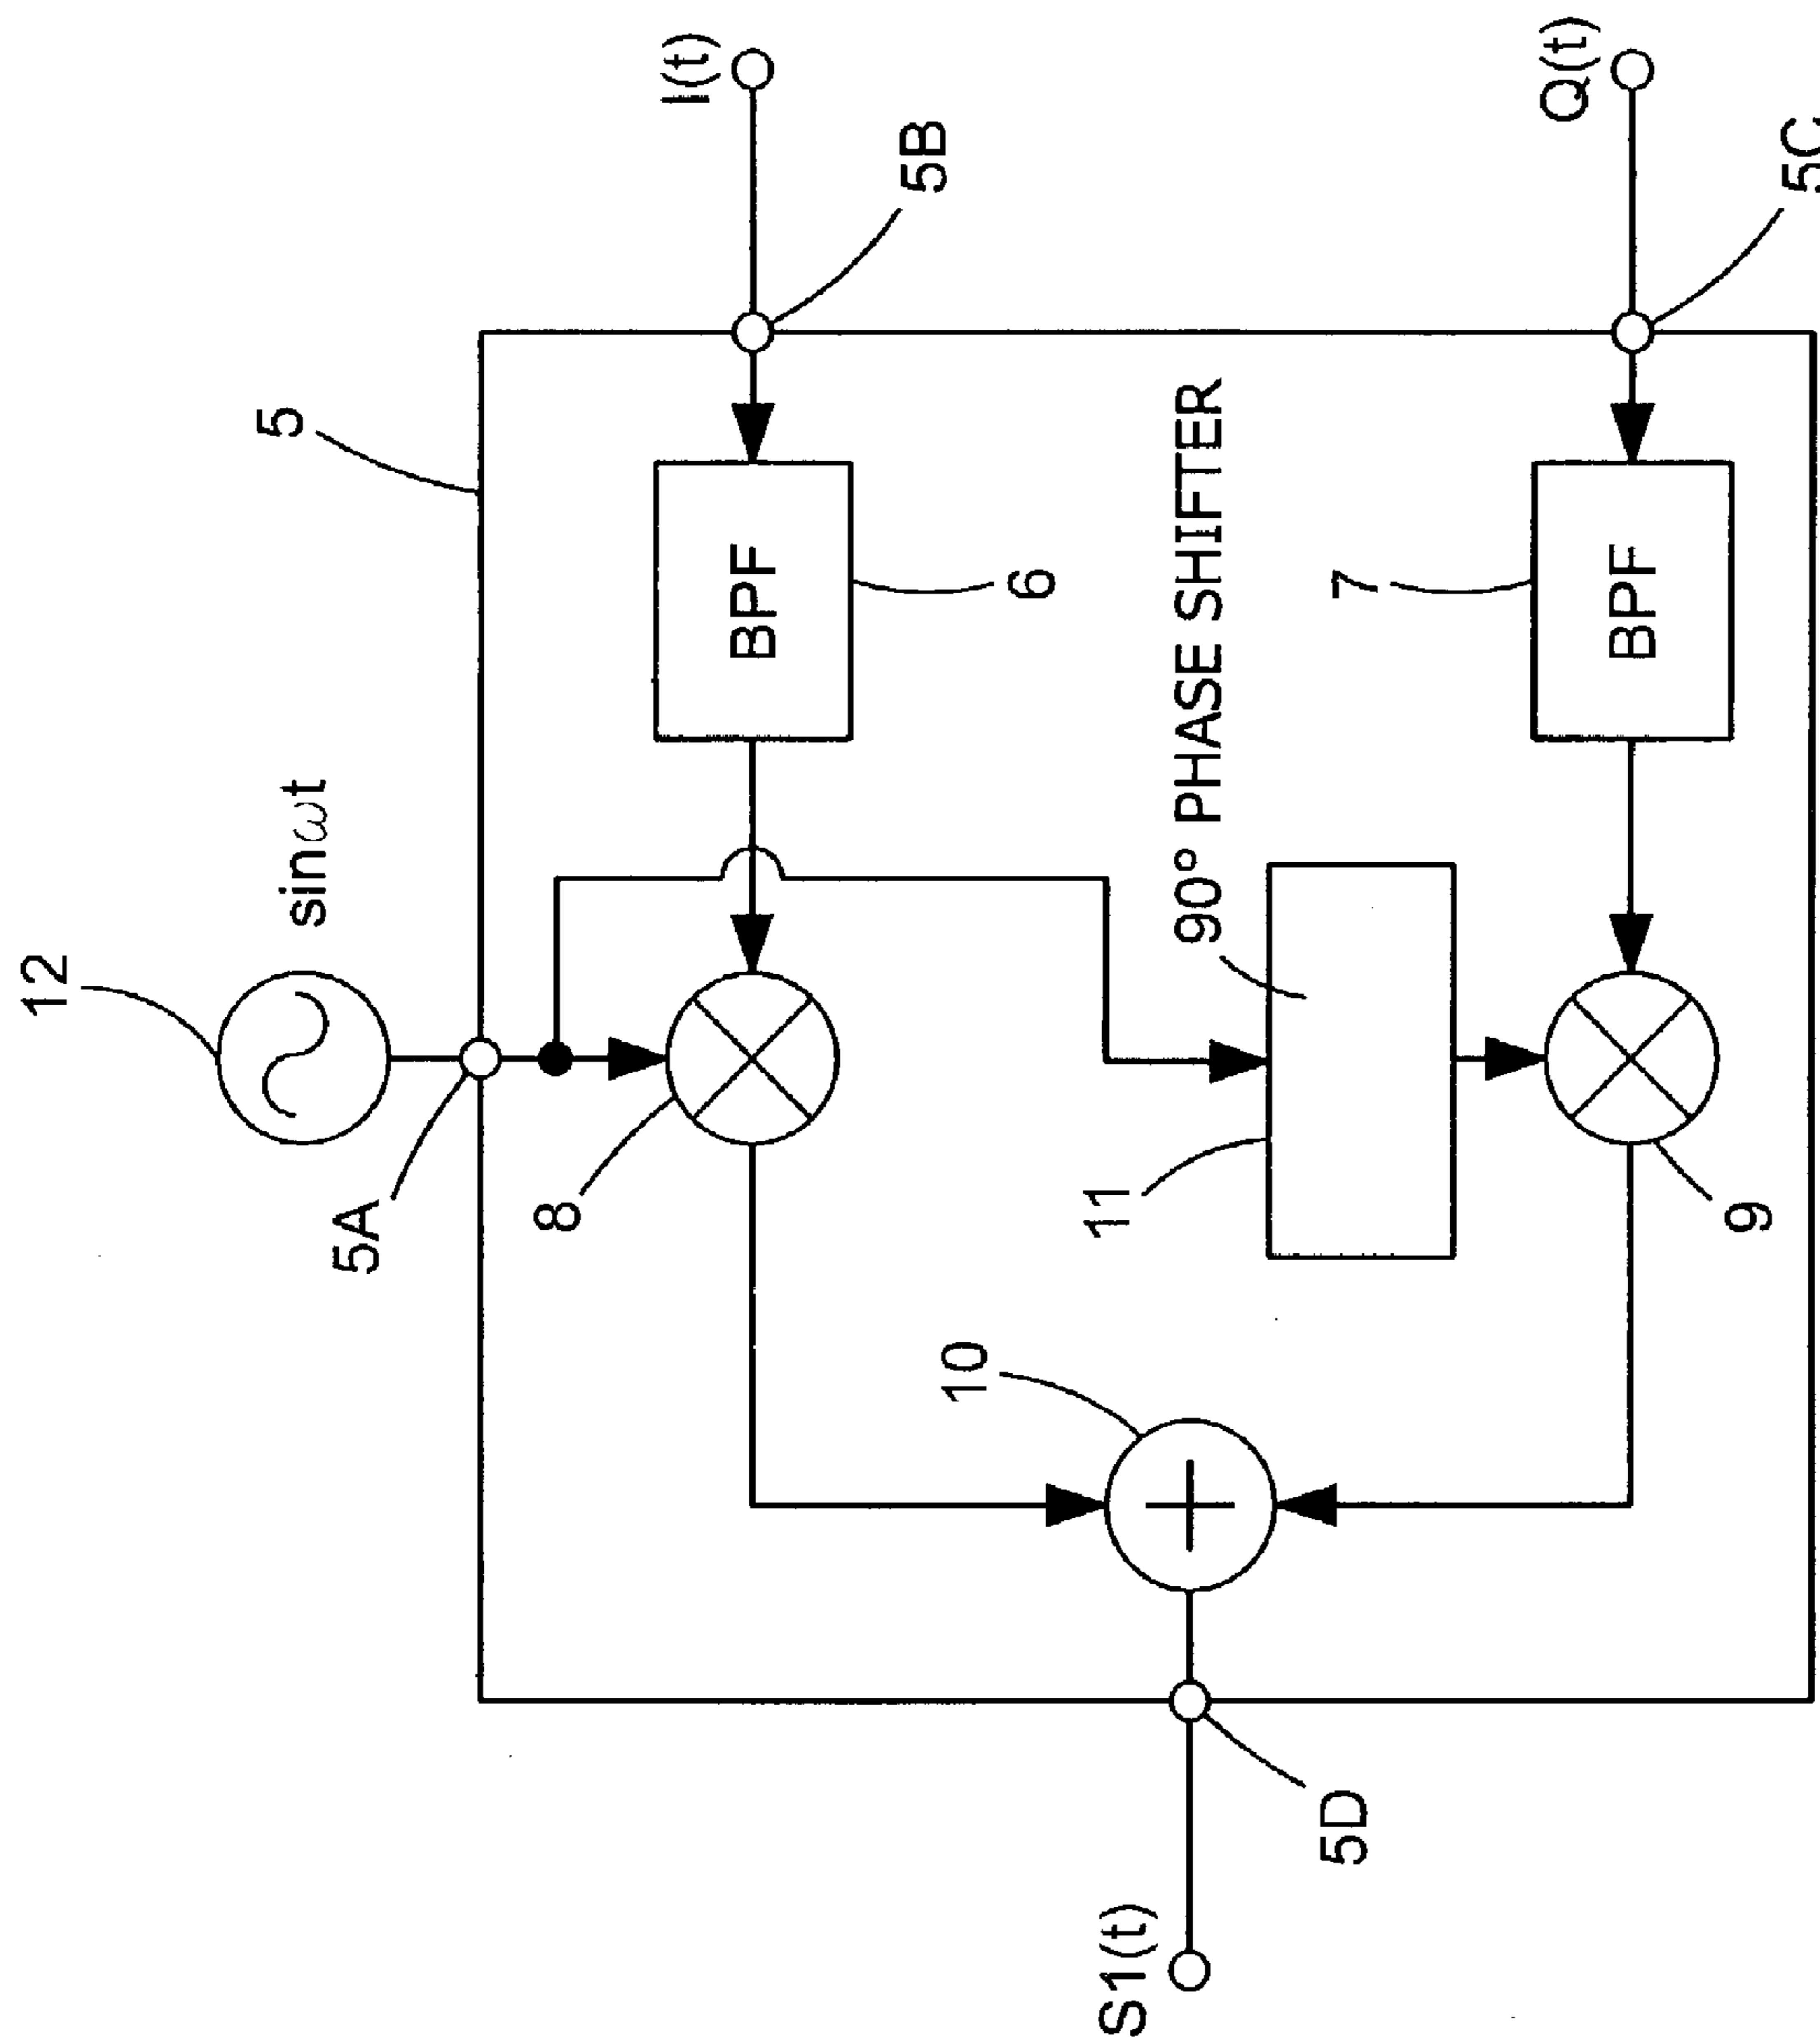 12
sinωt
5
5A
I(t)
5B
8
BPF
6
10
11
90° PHASE SHIFTER
S1(t)
5D
7
BPF
9
Q(t)
5C